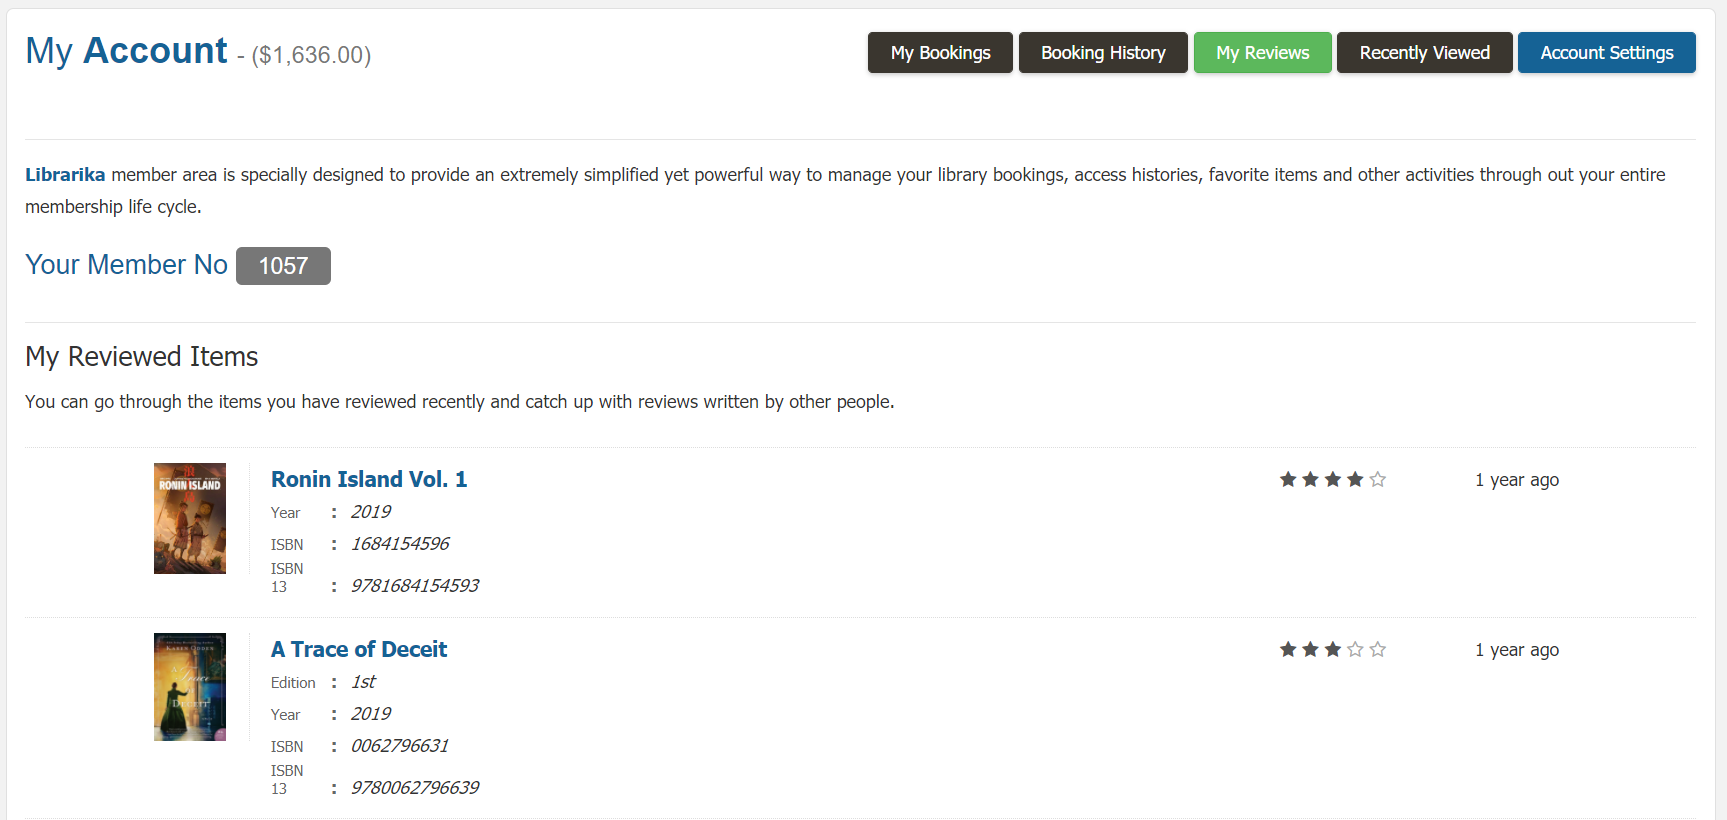 My Account - ($1,636.00)
My Bookings
Booking History
My Reviews
Recently Viewed
Account Settings
Librarika member area is specially designed to provide an extremely simplified yet powerful way to manage your library bookings, access histories, favorite items and other activities through out your entire
membership life cycle.
Your Member No 1057
My Reviewed Items
You can go through the items you have reviewed recently and catch up with reviews written by other people.
RONIN ISLAND
Ronin Island Vol. 1
1 year ago
Year : 2019
ISBN : 1684154596
ISBN
13 : 9781684154593
KAREN ODDEN
A Trace of Deceit
1 year ago
Edition : 1st
Year : 2019
ISBN : 0062796631
ISBN
13 : 9780062796639